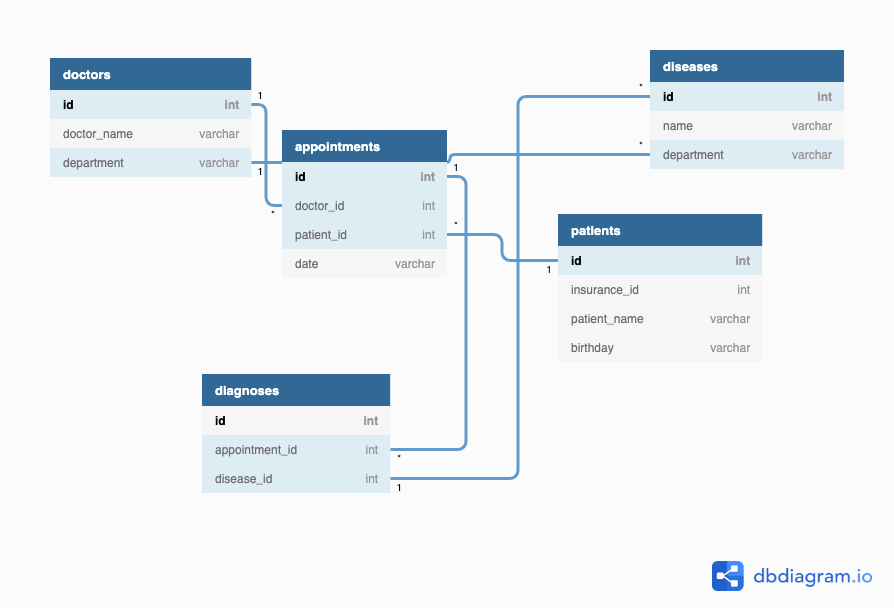 doctors
id int
doctor_name varchar
department varchar
1
1
*
appointments
id int
doctor_id int
patient_id int
date varchar
1
*
diseases
id int
name varchar
department varchar
*
*
patients
id int
insurance_id int
patient_name varchar
birthday varchar
1
diagnoses
id int
appointment_id int
disease_id int
*
1
dbdiagram.io